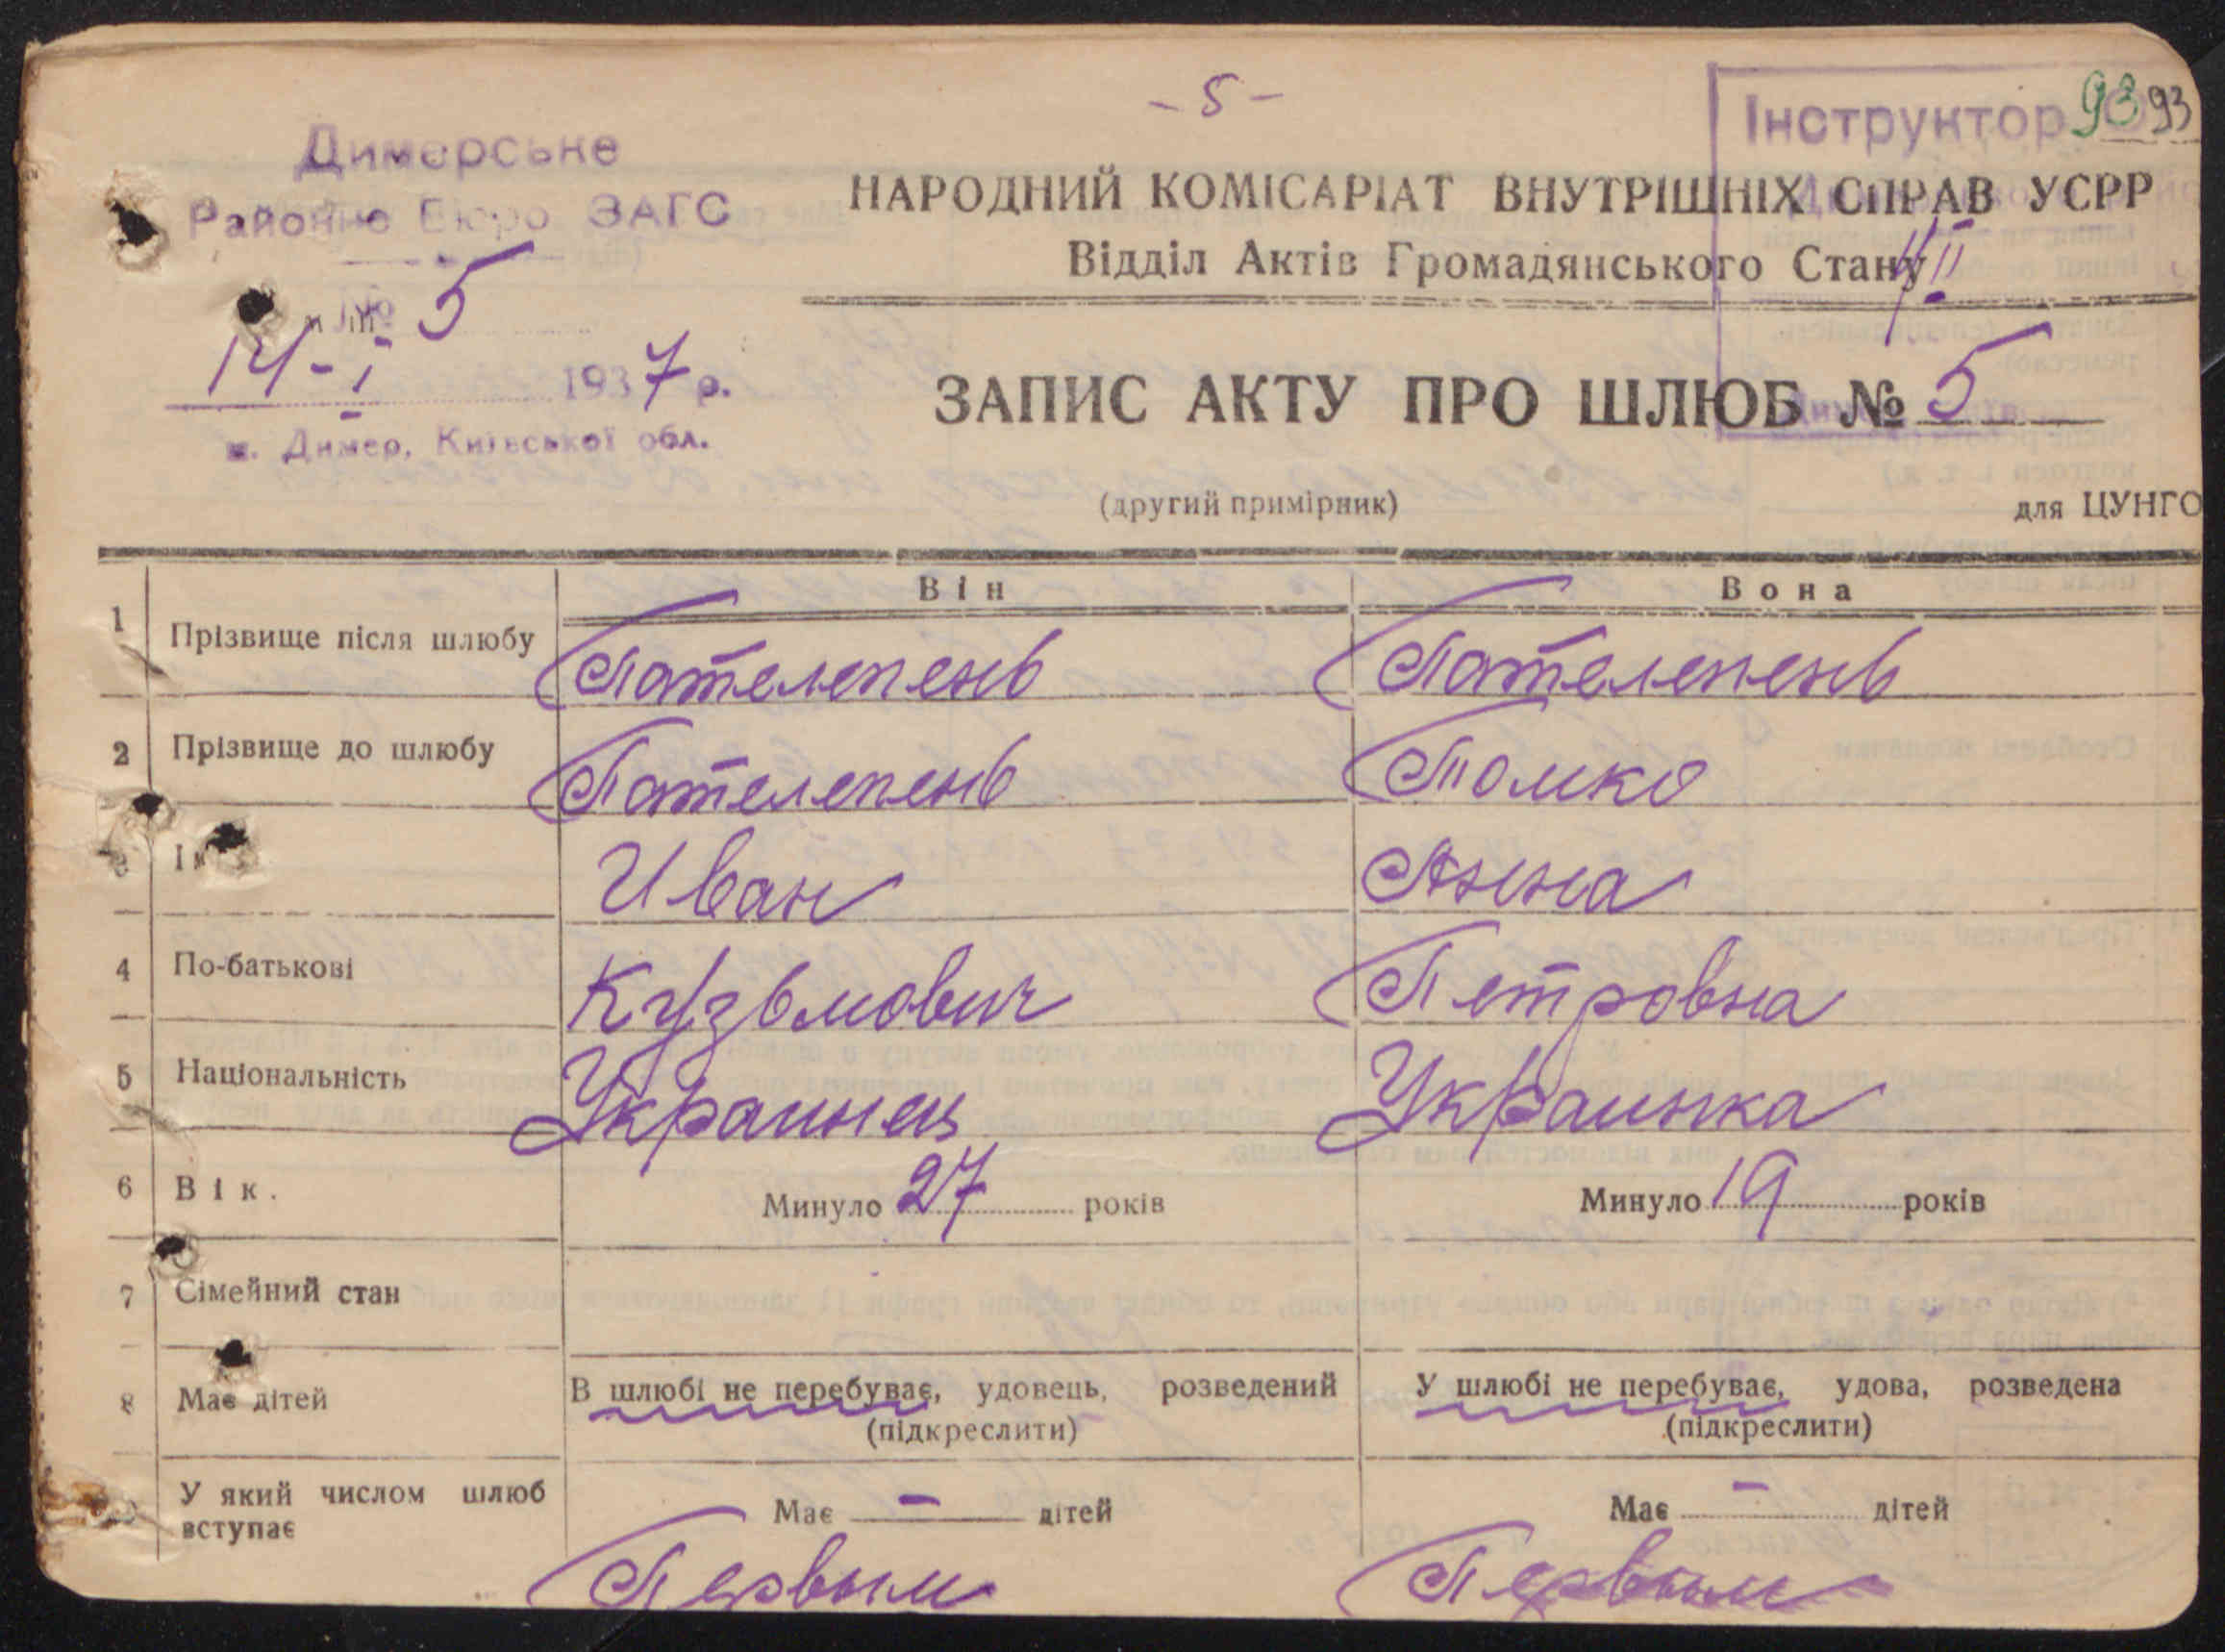 - 5 -
93 93
Димерське
Районне Бюро ЗАГС
№ 5
14-I 1937 р.
м. Димер, Київської обл.
Інструктор
НАРОДНИЙ КОМІСАРІАТ ВНУТРІШНІХ СПРАВ УСРР
Відділ Актів Громадянського Стану
ЗАПИС АКТУ ПРО ШЛЮБ № 5
(другий примірник)
для ЦУНГО
Він Вона
1 Прізвище після шлюбу Пателепень Пателепень
2 Прізвище до шлюбу Пателепень Томко
Иван Анна
4 По-батькові Кузьмович Петровна
5 Національність Украинец Украинка
6 Вік. Минуло 27 років Минуло 19 років
7 Сімейний стан
В шлюбі не перебуває, удовець, розведений У шлюбі не перебуває, удова, розведена
(підкреслити) (підкреслити)
8 Має дітей
Має — дітей Має — дітей
У який числом шлюб
вступає
Первым Первым